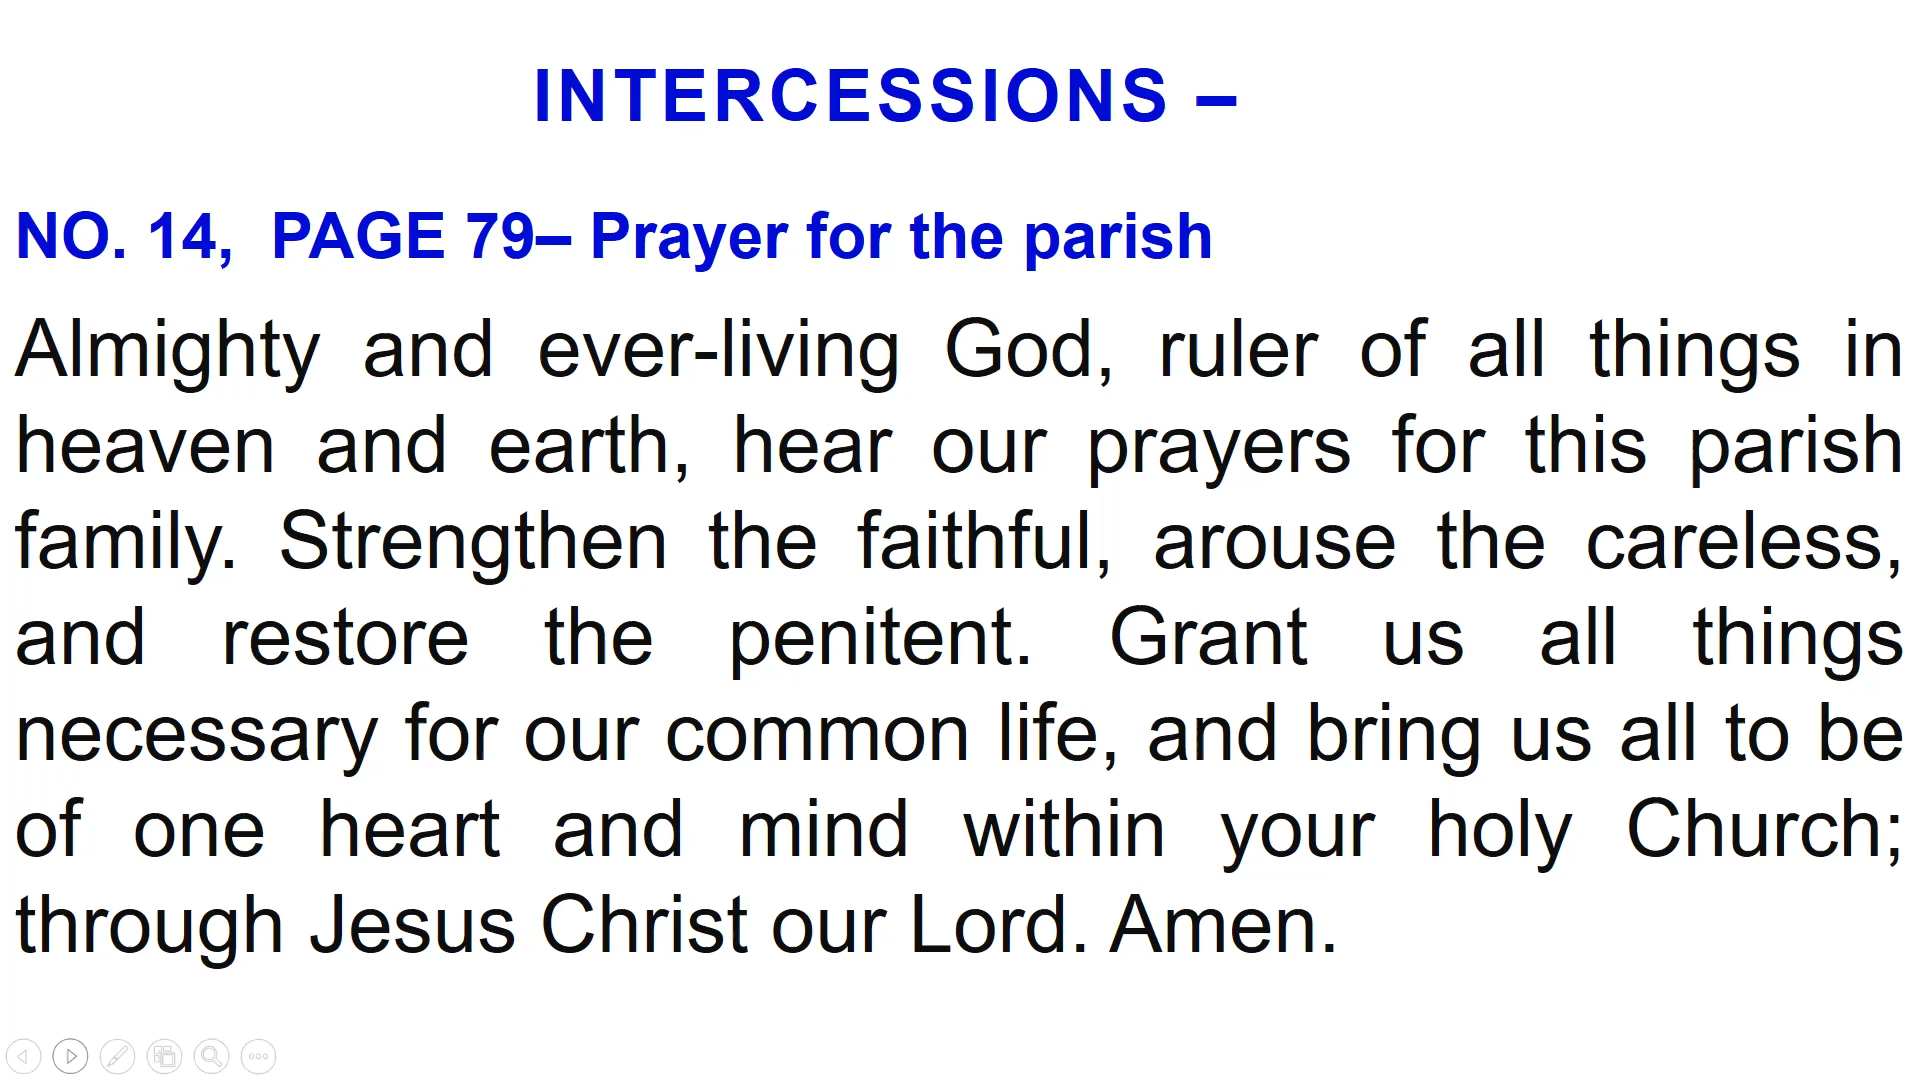 INTERCESSIONS –
NO. 14,  PAGE 79– Prayer for the parish
Almighty and ever-living God, ruler of all things in
heaven and earth, hear our prayers for this parish
family. Strengthen the faithful, arouse the careless,
and restore the penitent. Grant us all things
necessary for our common life, and bring us all to be
of one heart and mind within your holy Church;
through Jesus Christ our Lord. Amen.